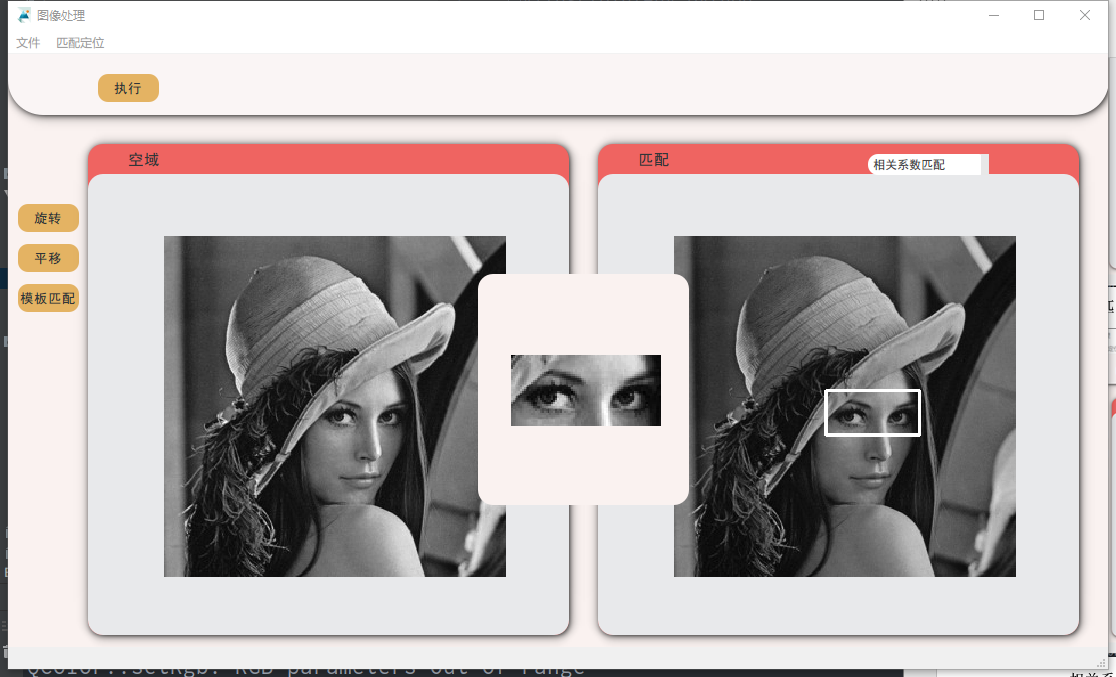 图像处理
文件 匹配定位
执行
空域
匹配
相关系数匹配
旋转
平移
模板匹配
QColor::setRgb: RGB parameters out of range